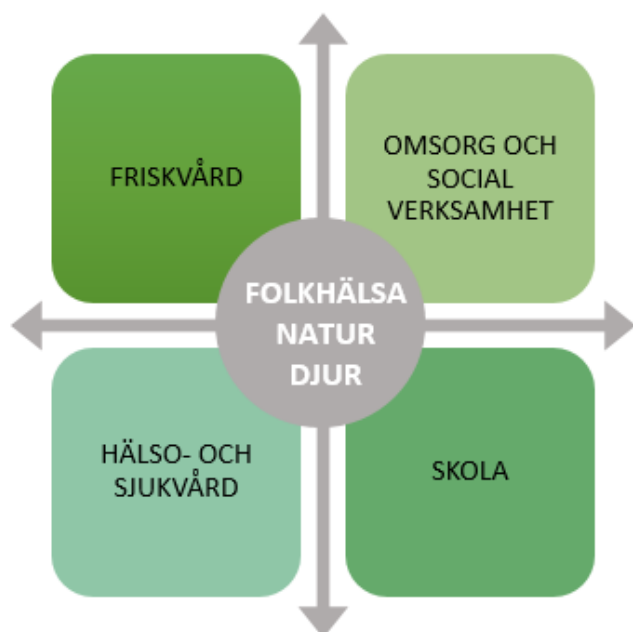 FRISKVÅRD
OMSORG OCH
SOCIAL
VERKSAMHET
FOLKHÄLSA
NATUR
DJUR
HÄLSO- OCH
SJUKVÅRD
SKOLA